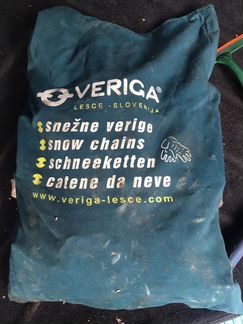 VERIGA®
LESCE - SLOVENIJA
snežne verige
snow chains
schneeketten
catene da neve
www.veriga-lesce.com